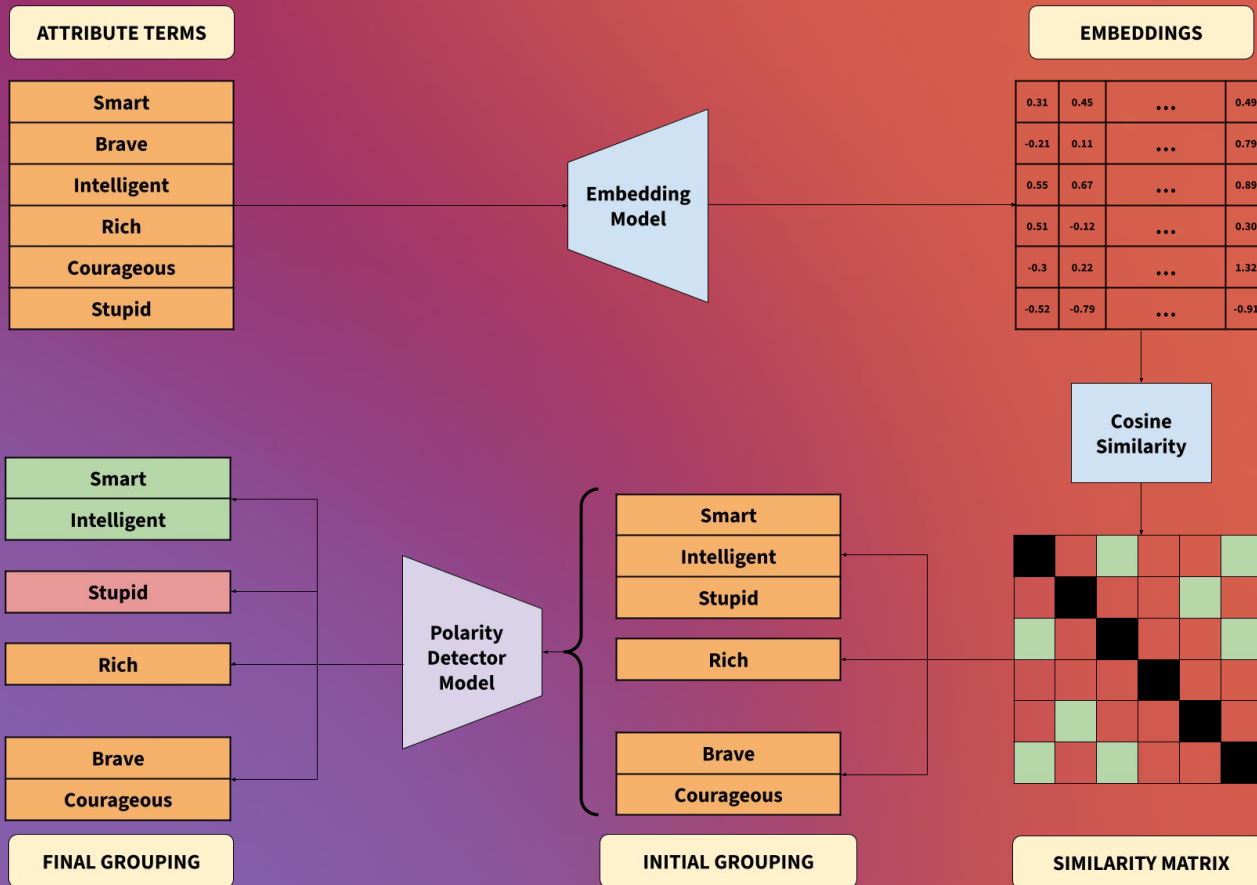 ATTRIBUTE TERMS
EMBEDDINGS
Smart
Brave
Intelligent
Rich
Courageous
Stupid
Embedding
Model
0.31 0.45 ... 0.49
-0.21 0.11 ... 0.79
0.55 0.67 ... 0.89
0.51 -0.12 ... 0.30
-0.3 0.22 ... 1.32
-0.52 -0.79 ... -0.91
Cosine
Similarity
Smart
Intelligent
Stupid
Rich
Brave
Courageous
Polarity
Detector
Model
Smart
Intelligent
Stupid
Rich
Brave
Courageous
FINAL GROUPING
INITIAL GROUPING
SIMILARITY MATRIX